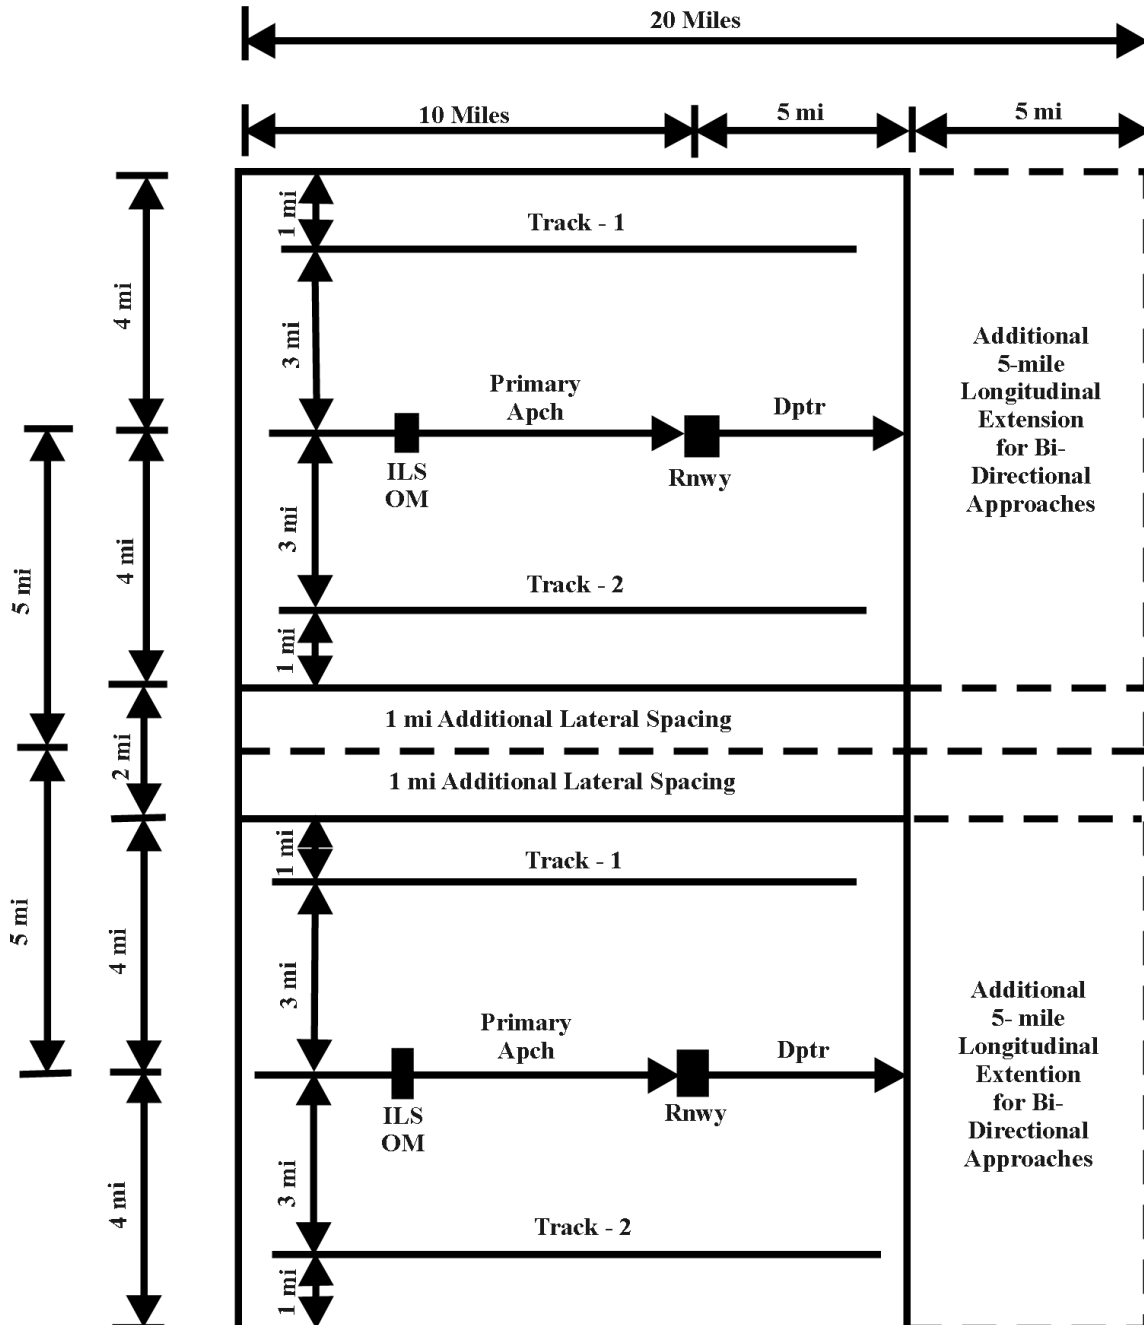 20 Miles
10 Miles
5 mi
5 mi
1 mi
Track - 1
4 mi
3 mi
Primary
Apch
Dptr
ILS
OM
Rnwy
Additional
5-mile
Longitudinal
Extension
for Bi-
Directional
Approaches
5 mi
4 mi
3 mi
Track - 2
1 mi
1 mi Additional Lateral Spacing
2 mi
1 mi Additional Lateral Spacing
1 mi
Track - 1
5 mi
4 mi
3 mi
Primary
Apch
Dptr
ILS
OM
Rnwy
Additional
5- mile
Longitudinal
Extention
for Bi-
Directional
Approaches
4 mi
3 mi
Track - 2
1 mi